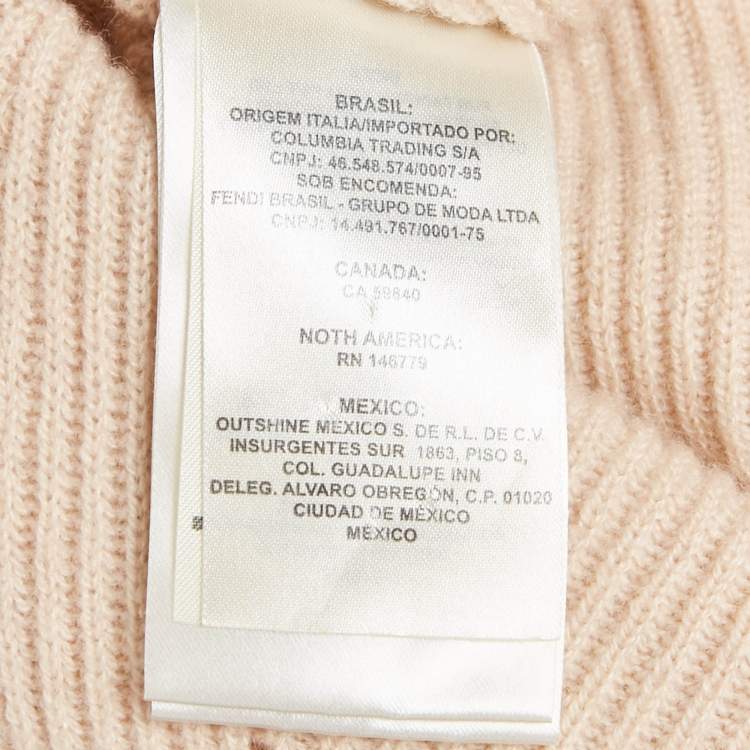 BRASIL:
ORIGEM ITALIA/IMPORTADO POR:
COLUMBIA TRADING S/A
CNPJ: 46.548.574/0007-95
SOB ENCOMENDA:
FENDI BRASIL - GRUPO DE MODA LTDA
CNPJ: 14.491.767/0001-75
CANADA:
CA 59840
NOTH AMERICA:
RN 146779
MEXICO:
OUTSHINE MEXICO S. DE R.L. DE C.V.
INSURGENTES SUR 1863, PISO 8,
COL. GUADALUPE INN
DELEG. ALVARO OBREGÓN, C.P. 01020
CIUDAD DE MÉXICO
MÉXICO